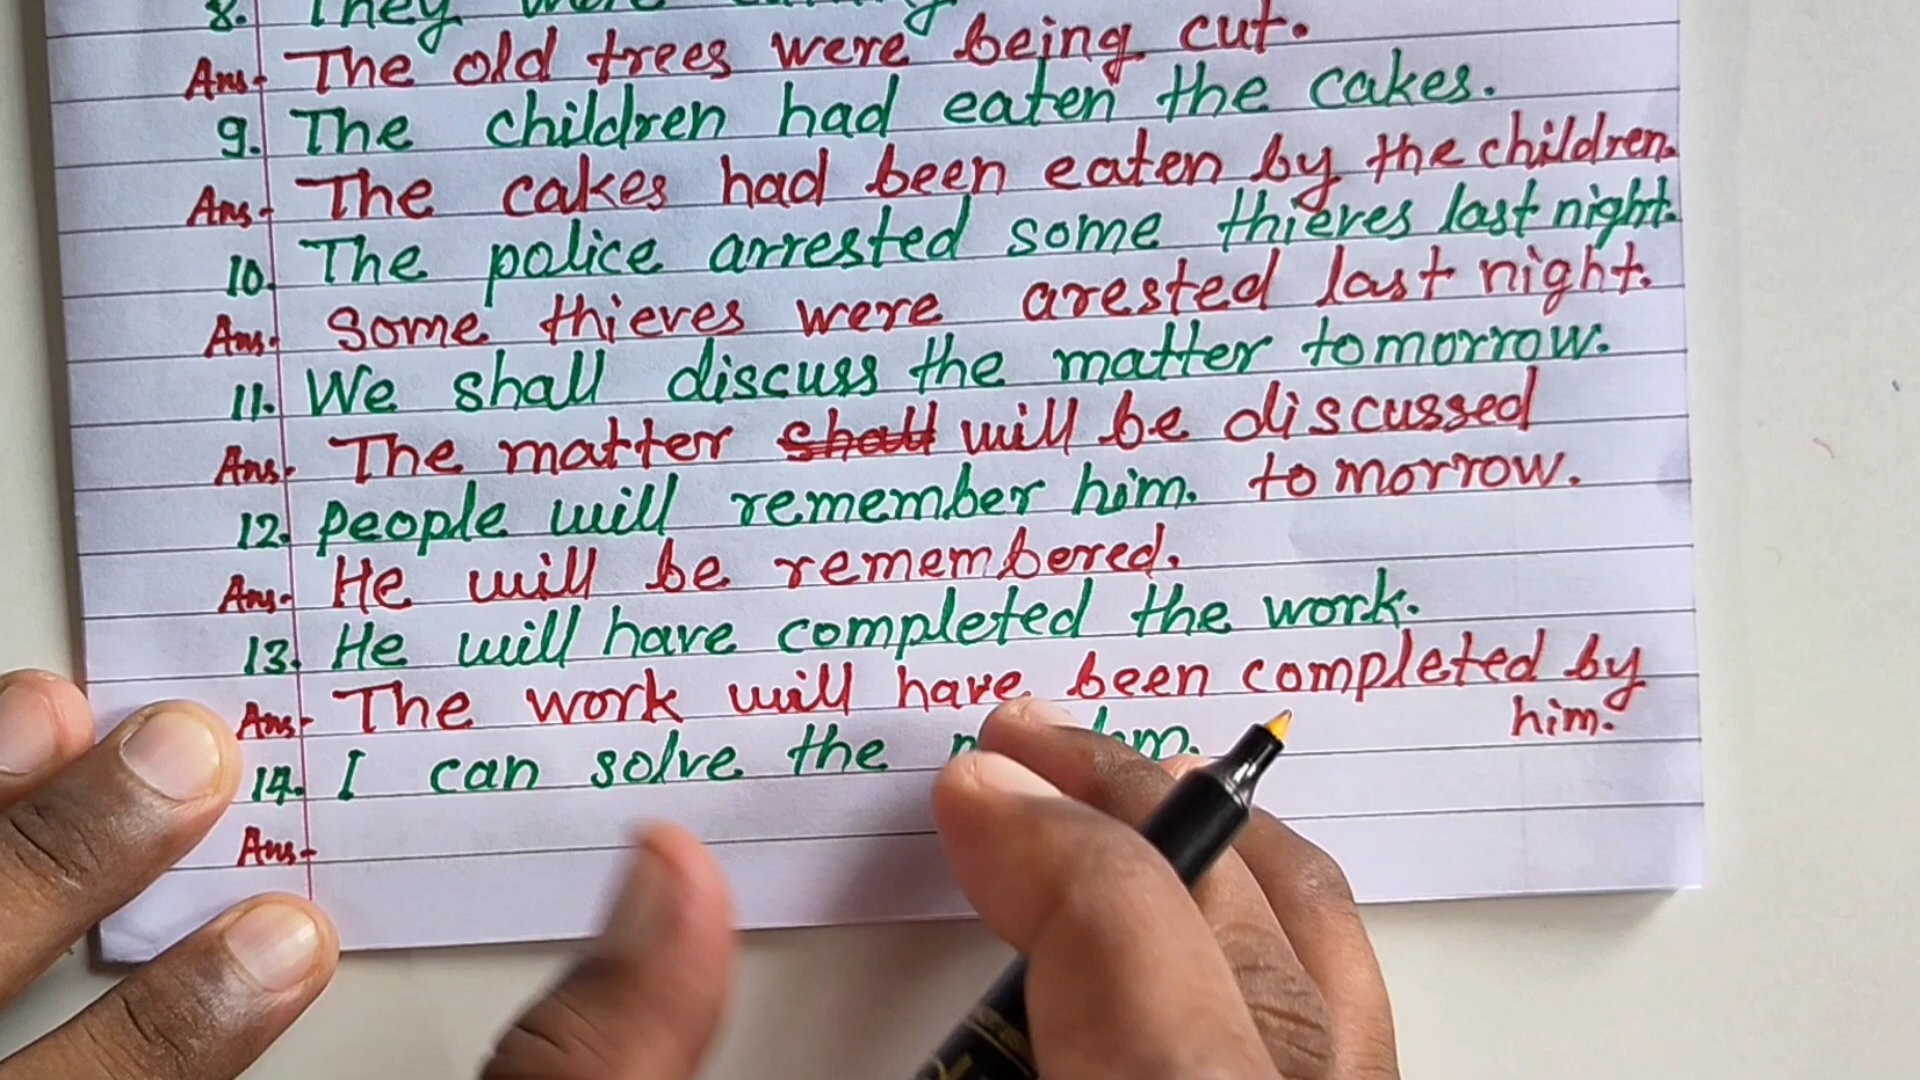 8. They were
Ans- The old trees were being cut.
9. The children had eaten the cakes.
Ans- The cakes had been eaten by the children.
10. The police arrested some thieves last night.
Ans- Some thieves were arested last night.
11. We shall discuss the matter tomorrow.
Ans- The matter shall will be discussed
tomorrow.
12. People will remember him.
Ans- He will be remembered.
13. He will have completed the work.
Ans- The work will have been completed by
him.
14. I can solve the
Ans-